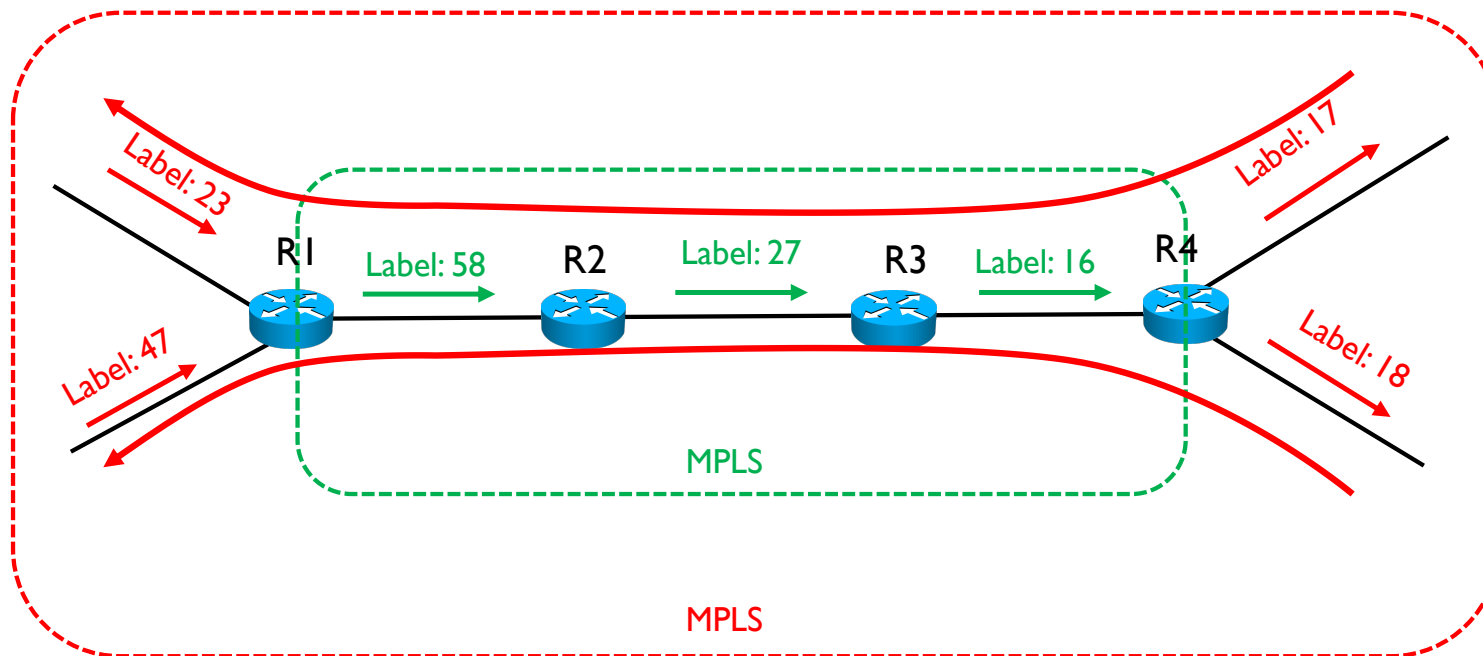 Label: 23
Label: 17
R1
Label: 58
R2
Label: 27
R3
Label: 16
R4
Label: 47
Label: 18
MPLS
MPLS